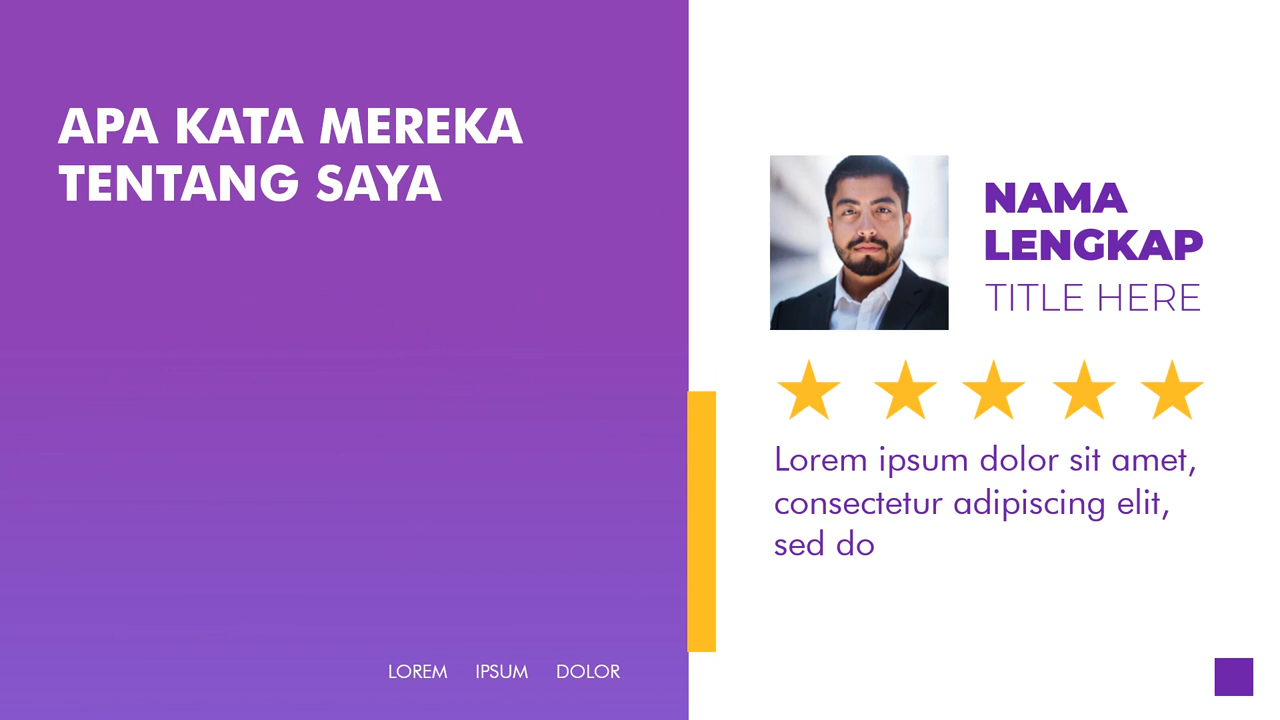 APA KATA MEREKA
TENTANG SAYA
NAMA
LENGKAP
TITLE HERE
Lorem ipsum dolor sit amet,
consectetur adipiscing elit,
sed do
LOREM IPSUM DOLOR